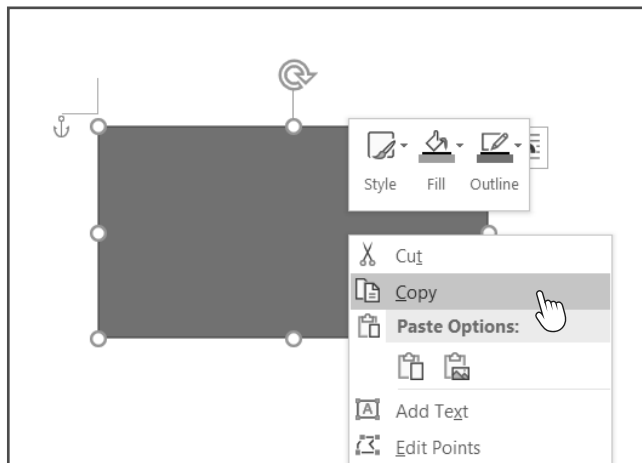 Style Fill Outline
Cut
Copy
Paste Options:
A
Add Text
Edit Points